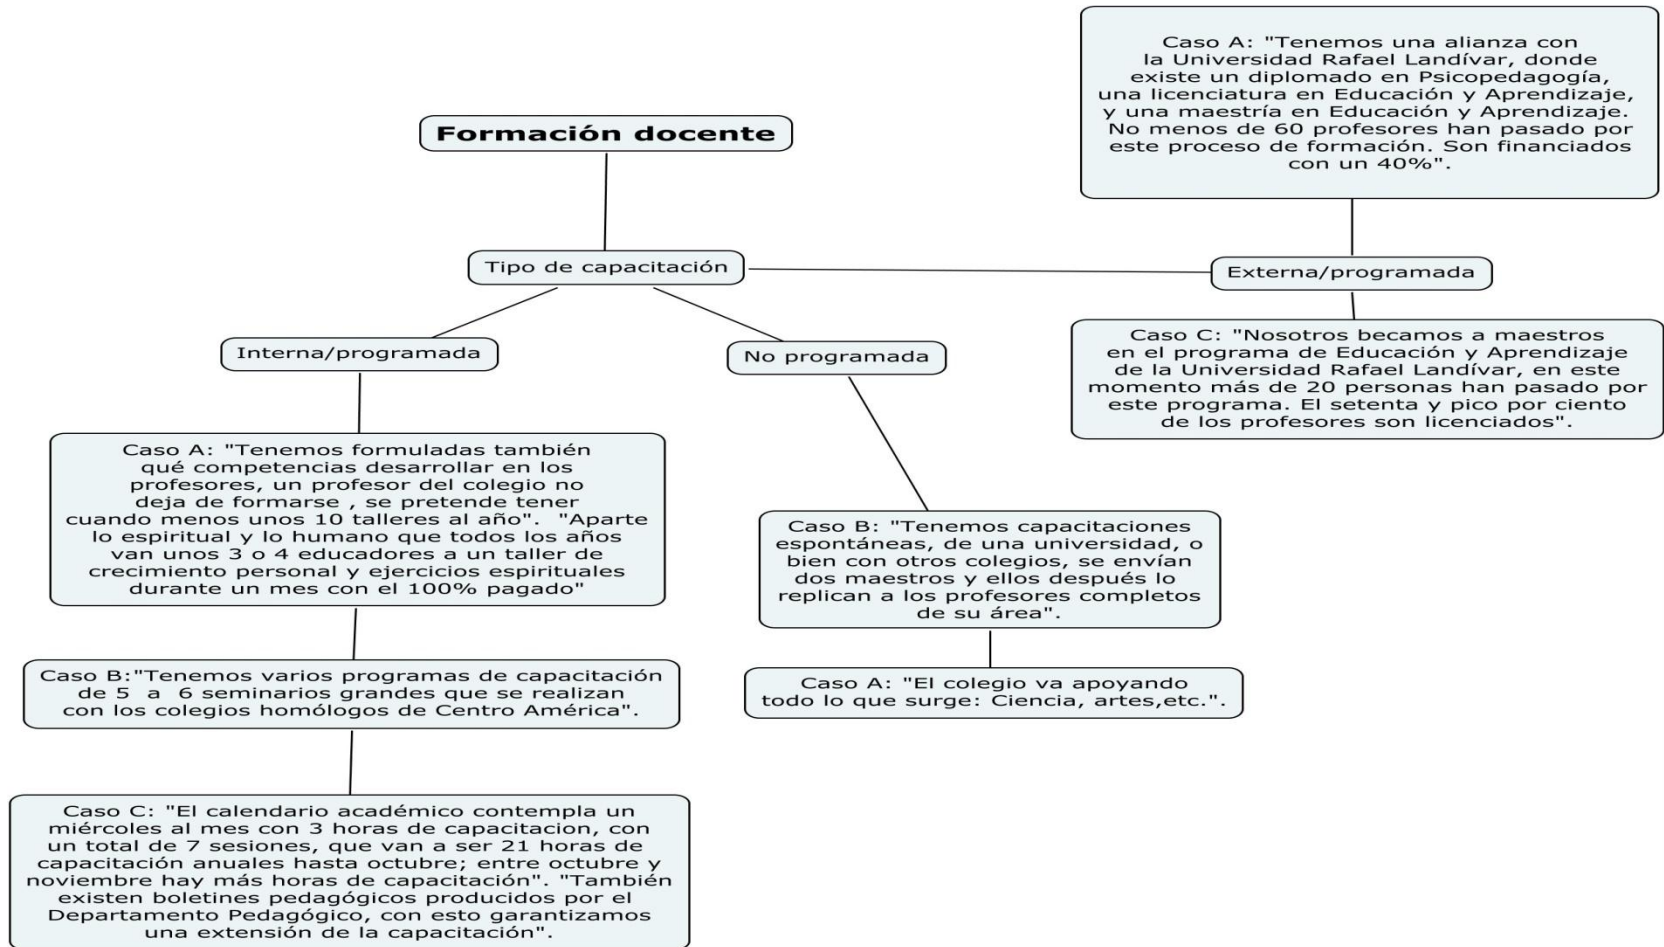 Formación docente
Tipo de capacitación
Interna/programada
Caso A: "Tenemos formuladas también
qué competencias desarrollar en los
profesores, un profesor del colegio no
deja de formarse , se pretende tener
cuando menos unos 10 talleres al año".  "Aparte
lo espiritual y lo humano que todos los años
van unos 3 o 4 educadores a un taller de
crecimiento personal y ejercicios espirituales
durante un mes con el 100% pagado"
Caso B:"Tenemos varios programas de capacitación
de 5  a  6 seminarios grandes que se realizan
con los colegios homólogos de Centro América".
Caso C: "El calendario académico contempla un
miércoles al mes con 3 horas de capacitacion, con
un total de 7 sesiones, que van a ser 21 horas de
capacitación anuales hasta octubre; entre octubre y
noviembre hay más horas de capacitación". "También
existen boletines pedagógicos producidos por el
Departamento Pedagógico, con esto garantizamos
una extensión de la capacitación".
No programada
Caso B: "Tenemos capacitaciones
espontáneas, de una universidad, o
bien con otros colegios, se envían
dos maestros y ellos después lo
replican a los profesores completos
de su área".
Caso A: "El colegio va apoyando
todo lo que surge: Ciencia, artes,etc.".
Externa/programada
Caso A: "Tenemos una alianza con
la Universidad Rafael Landívar, donde
existe un diplomado en Psicopedagogía,
una licenciatura en Educación y Aprendizaje,
y una maestría en Educación y Aprendizaje.
No menos de 60 profesores han pasado por
este proceso de formación. Son financiados
con un 40%".
Caso C: "Nosotros becamos a maestros
en el programa de Educación y Aprendizaje
de la Universidad Rafael Landívar, en este
momento más de 20 personas han pasado por
este programa. El setenta y pico por ciento
de los profesores son licenciados".